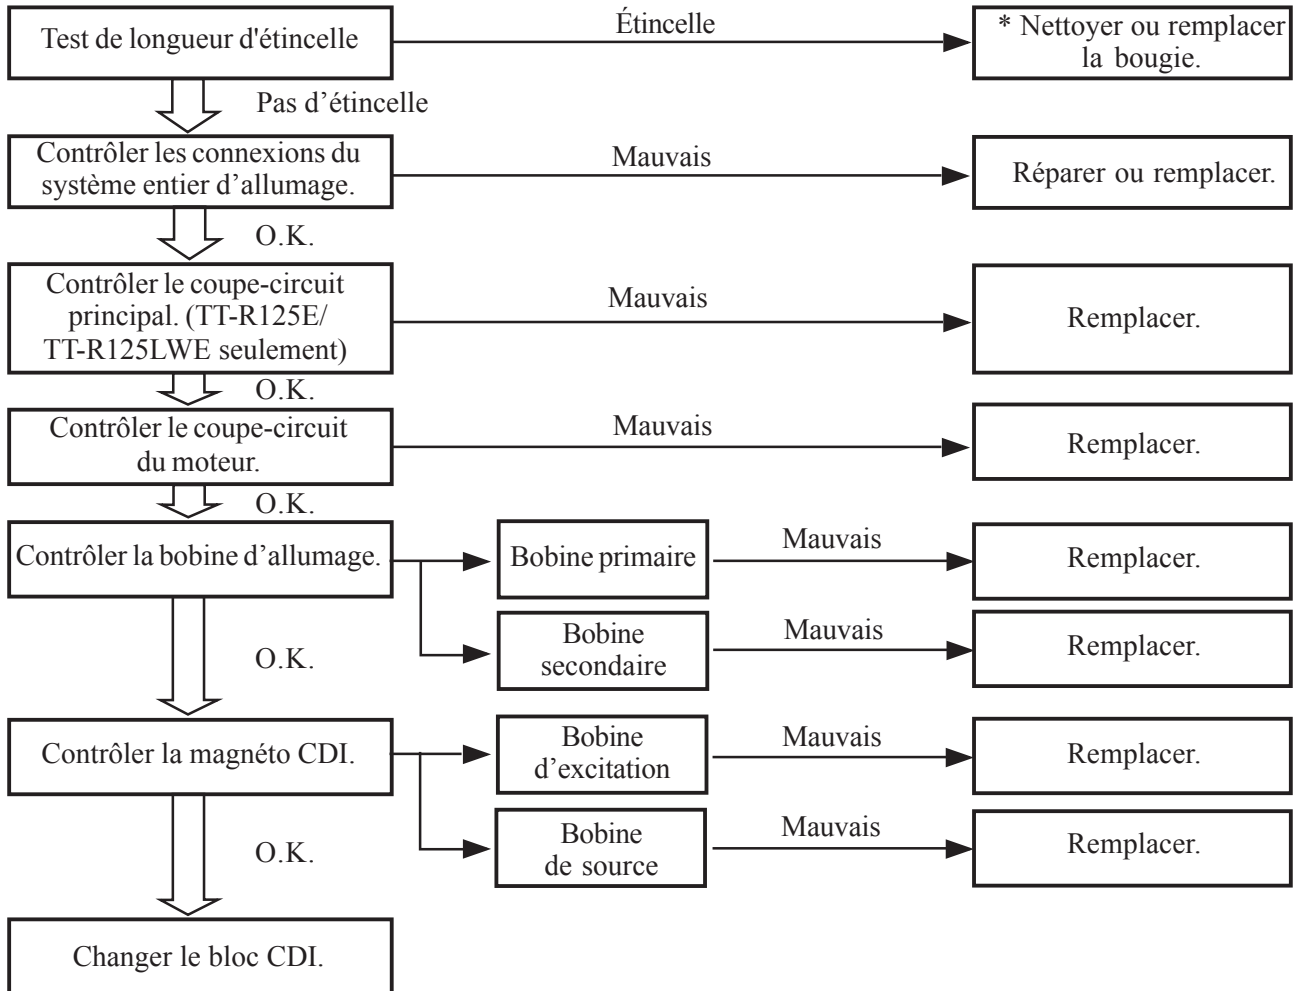 Test de longueur d'étincelle
Étincelle
* Nettoyer ou remplacer
la bougie.
Pas d’étincelle
Contrôler les connexions du
système entier d’allumage.
Mauvais
Réparer ou remplacer.
O.K.
Contrôler le coupe-circuit
principal. (TT-R125E/
TT-R125LWE seulement)
Mauvais
Remplacer.
O.K.
Contrôler le coupe-circuit
du moteur.
Mauvais
Remplacer.
O.K.
Contrôler la bobine d’allumage.
Bobine primaire
Mauvais
Remplacer.
Bobine
secondaire
Mauvais
Remplacer.
O.K.
Contrôler la magnéto CDI.
Bobine
d’excitation
Mauvais
Remplacer.
Bobine
de source
Mauvais
Remplacer.
O.K.
Changer le bloc CDI.